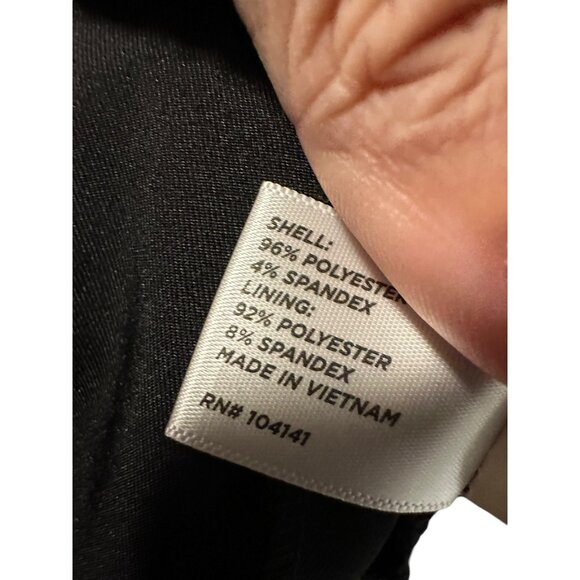 SHELL:
96% POLYESTER
4% SPANDEX
LINING:
92% POLYESTER
8% SPANDEX
MADE IN VIETNAM
RN# 104141